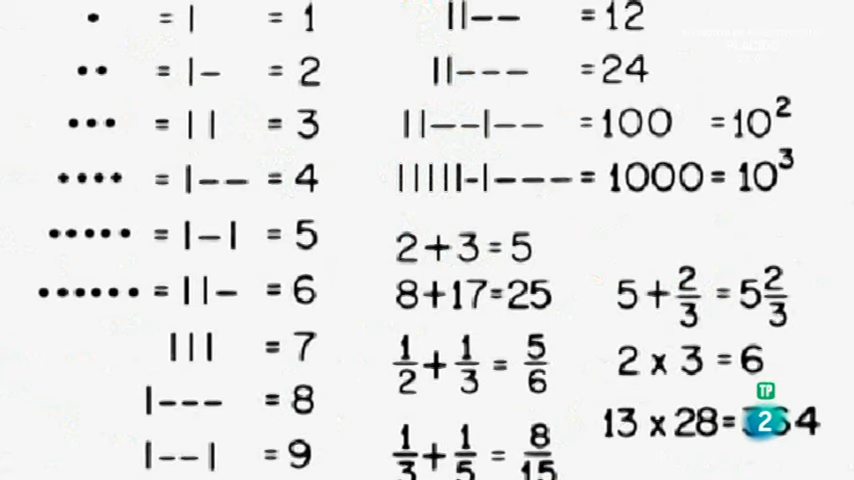 • = | = 1
•• = |- = 2
••• = || = 3
•••• = |-- = 4
••••• = |-| = 5
•••••• = ||- = 6
||| = 7
|--- = 8
|--| = 9
||-- = 12
||--- = 24
||--|-- = 100 = 10²
|||||-|--- = 1000 = 10³
2+3=5
8+17=25
1/2 + 1/3 = 5/6
1/3 + 1/5 = 8/15
5+2/3 = 5 2/3
2 x 3 = 6
13 x 28 =
TP
2